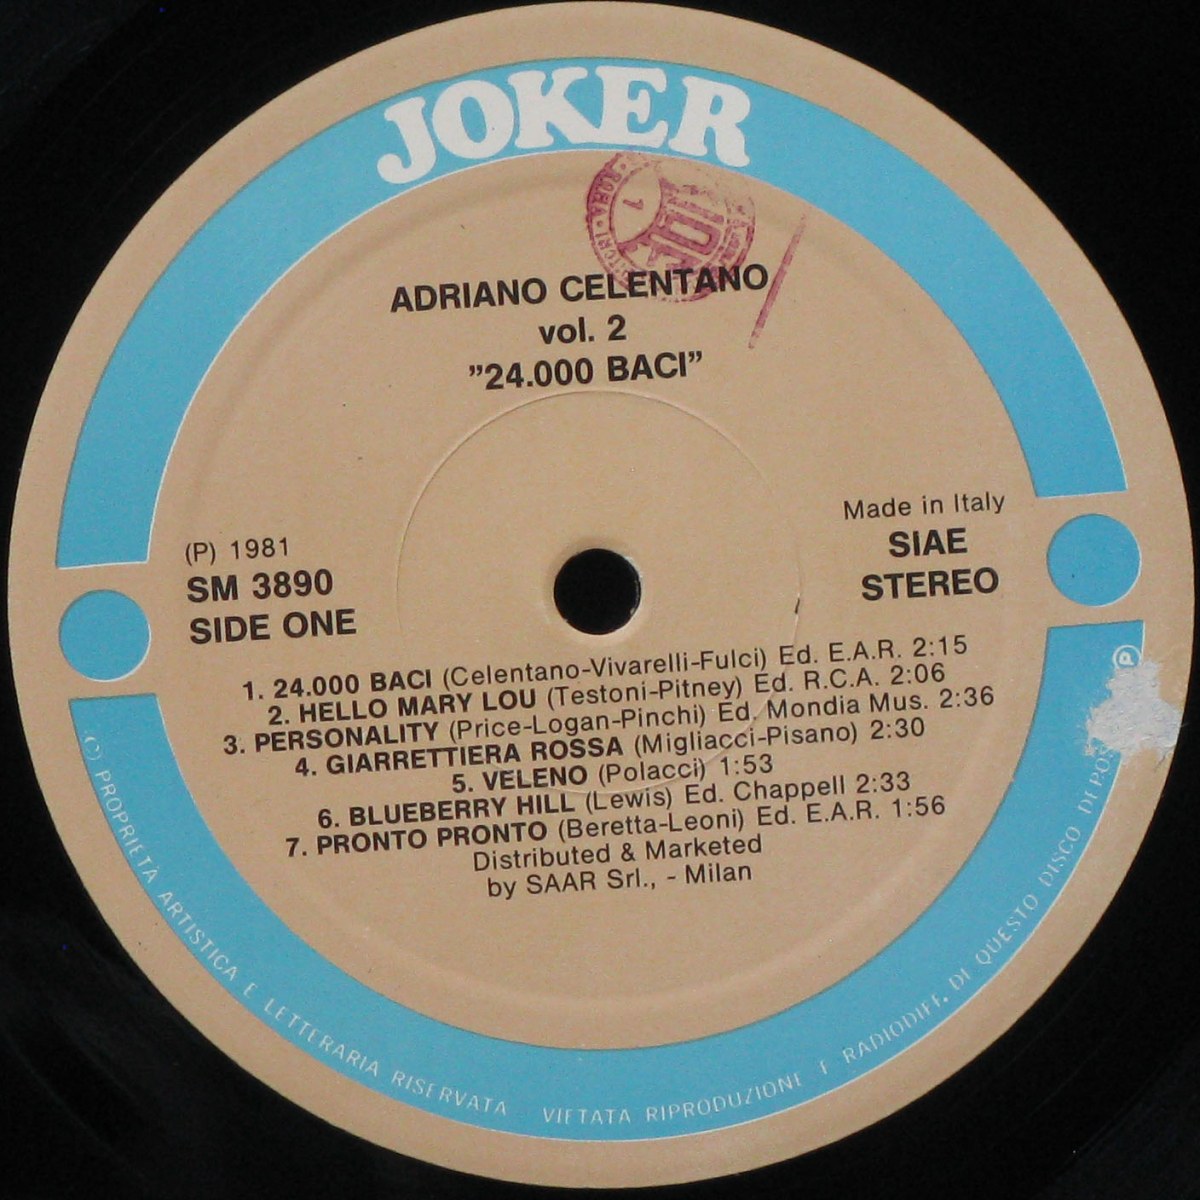 JOKER
ADRIANO CELENTANO
vol. 2
”24.000 BACI”
Made in Italy
SIAE
STEREO
(P) 1981
SM 3890
SIDE ONE
1. 24.000 BACI (Celentano-Vivarelli-Fulci) Ed. E.A.R. 2:15
2. HELLO MARY LOU (Testoni-Pitney) Ed. R.C.A. 2:06
3. PERSONALITY (Price-Logan-Pinchi) Ed. Mondia Mus. 2:36
4. GIARRETTIERA ROSSA (Migliacci-Pisano) 2:30
5. VELENO (Polacci) 1:53
6. BLUEBERRY HILL (Lewis) Ed. Chappell 2:33
7. PRONTO PRONTO (Beretta-Leoni) Ed. E.A.R. 1:56
Distributed & Marketed
by SAAR Srl., - Milan
(C) PROPRIETÀ ARTISTICA E LETTERARIA RISERVATA VIETATA RIPRODUZIONE E RADIODIFF. DI QUESTO DISCO
(P)